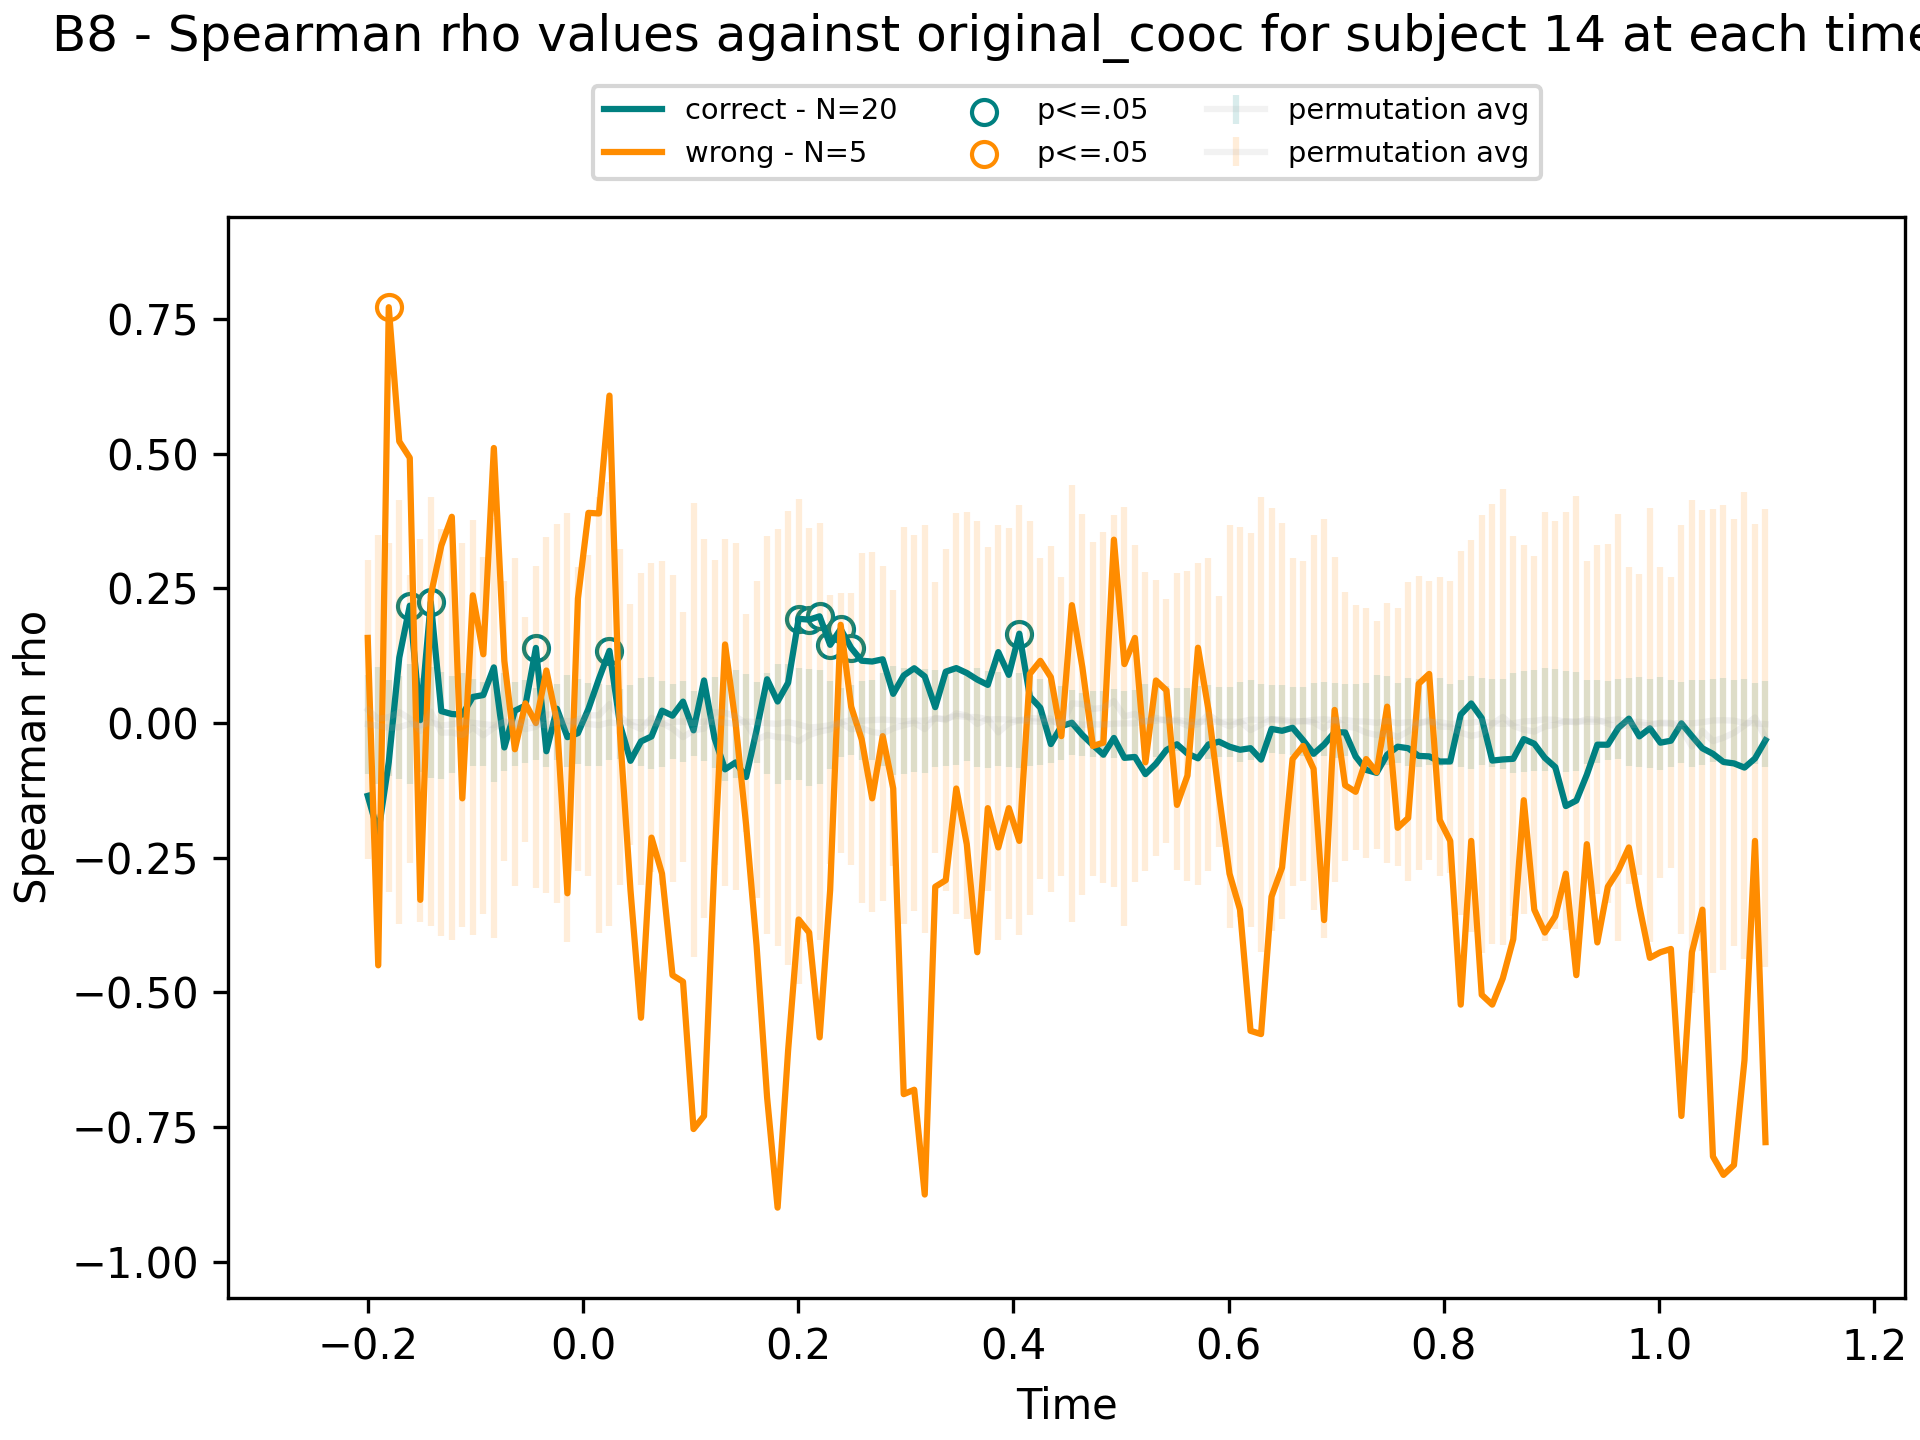 B8 - Spearman rho values against original_cooc for subject 14 at each time
correct - N=20 p<=.05 permutation avg
wrong - N=5 p<=.05 permutation avg
0.75
0.50
0.25
0.00
−0.25
−0.50
−0.75
−1.00
Spearman rho
−0.2 0.0 0.2 0.4 0.6 0.8 1.0 1.2
Time